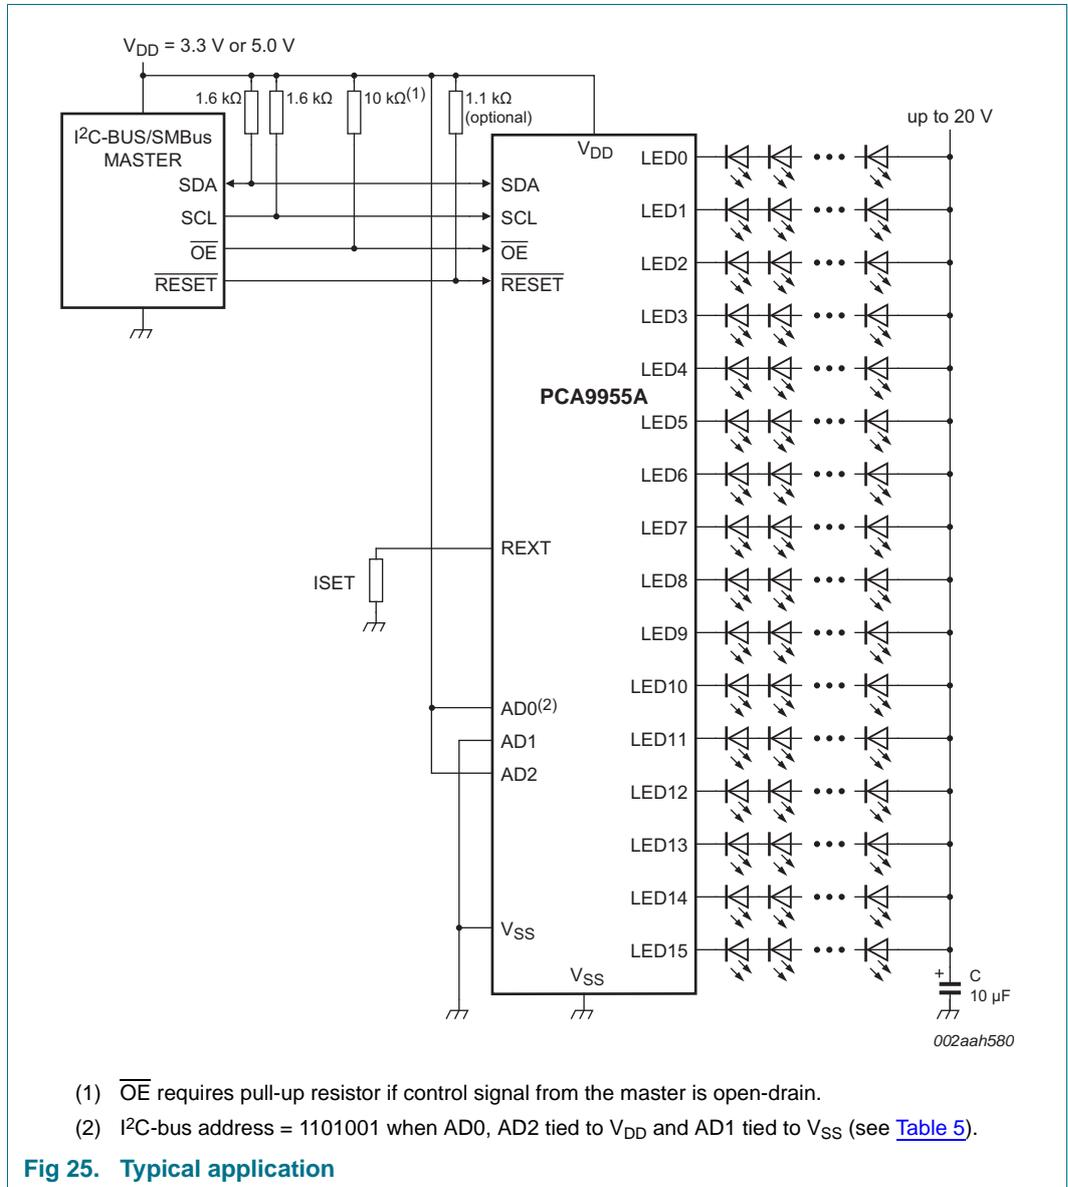 VDD = 3.3 V or 5.0 V
1.6 kΩ
1.6 kΩ
10 kΩ(1)
1.1 kΩ
(optional)
up to 20 V
I2C-BUS/SMBus
MASTER
SDA
SCL
OE
RESET
VDD
SDA
SCL
OE
RESET
PCA9955A
REXT
ISET
AD0(2)
AD1
AD2
VSS
VSS
LED0
LED1
LED2
LED3
LED4
LED5
LED6
LED7
LED8
LED9
LED10
LED11
LED12
LED13
LED14
LED15
+
C
10 μF
002aah580
(1) OE requires pull-up resistor if control signal from the master is open-drain.
(2) I2C-bus address = 1101001 when AD0, AD2 tied to VDD and AD1 tied to VSS (see Table 5).
Fig 25. Typical application